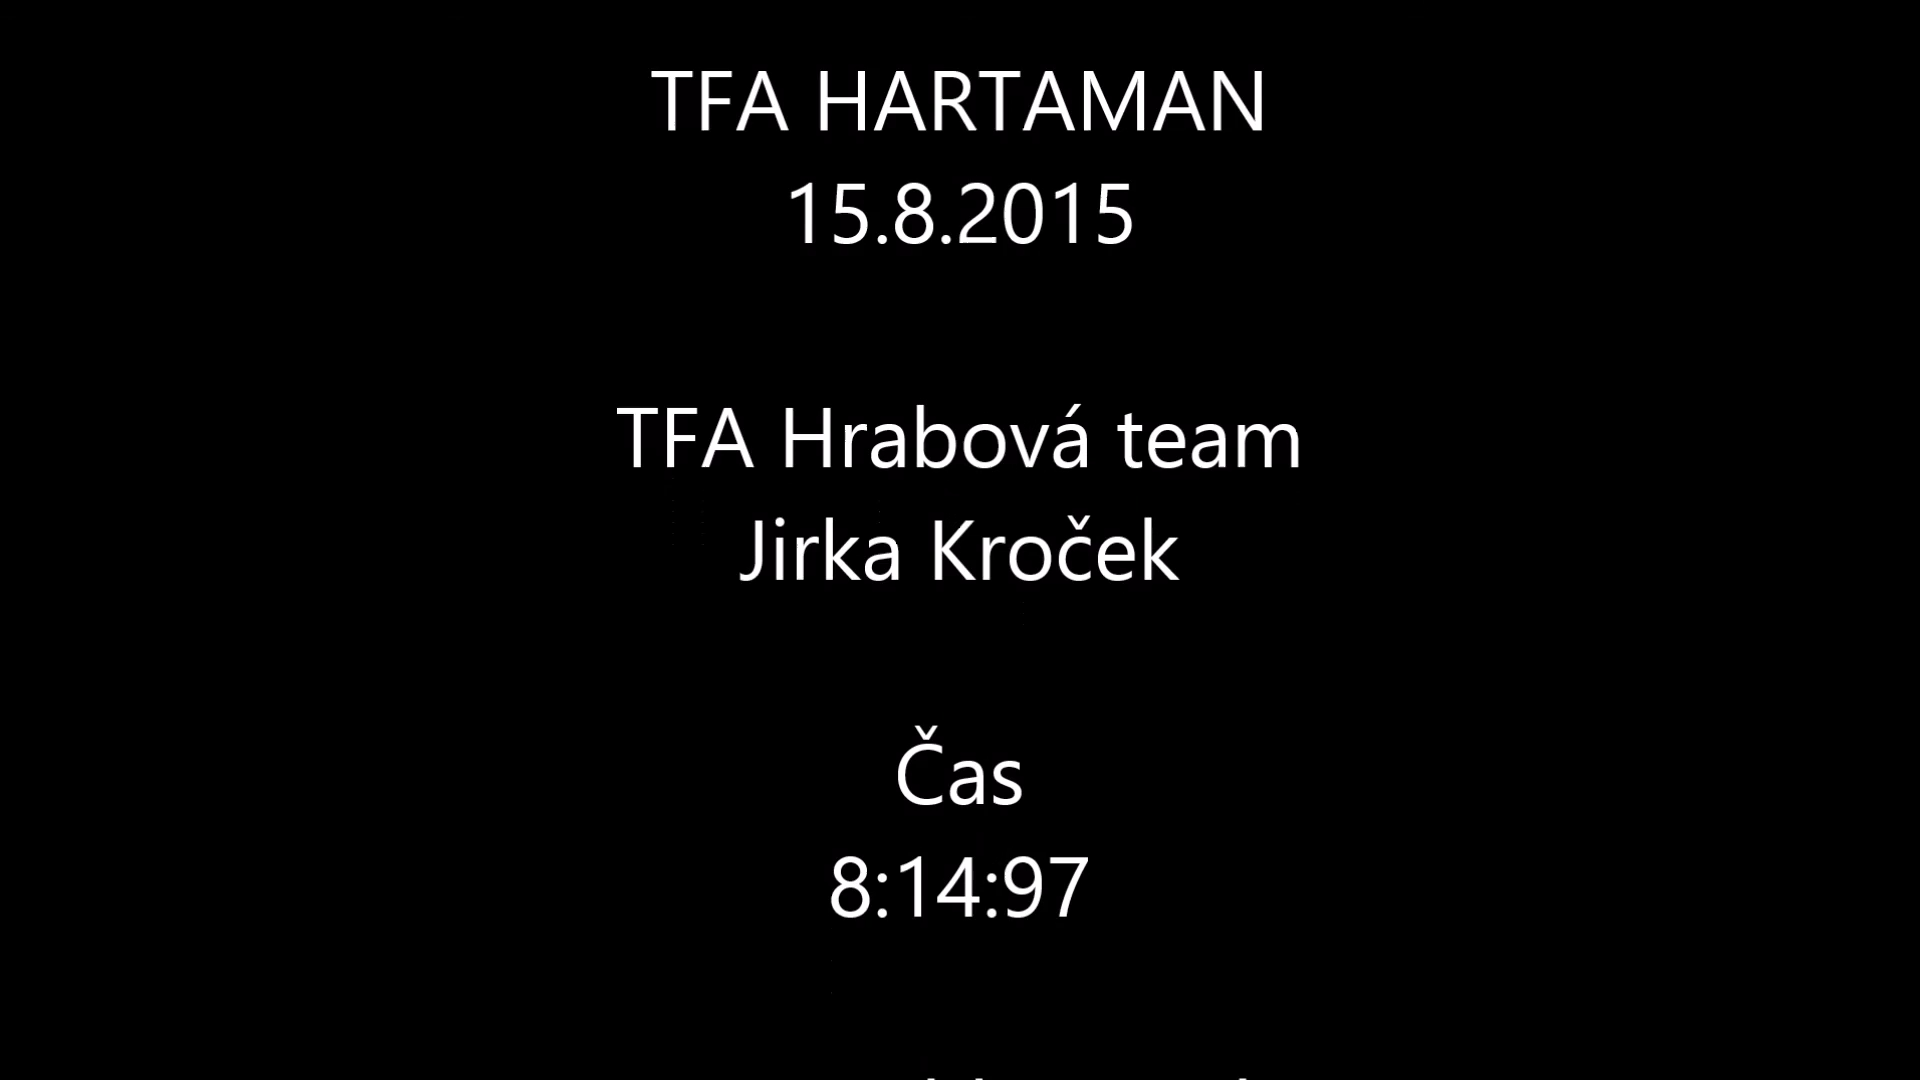 TFA HARTAMAN
15.8.2015
TFA Hrabová team
Jirka Kroček
Čas
8:14:97